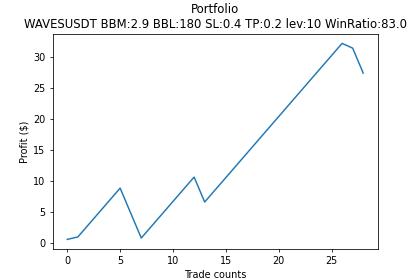 Portfolio
WAVESUSDT BBM:2.9 BBL:180 SL:0.4 TP:0.2 lev:10 WinRatio:83.0
Profit ($)
30
25
20
15
10
5
0
0 5 10 15 20 25
Trade counts